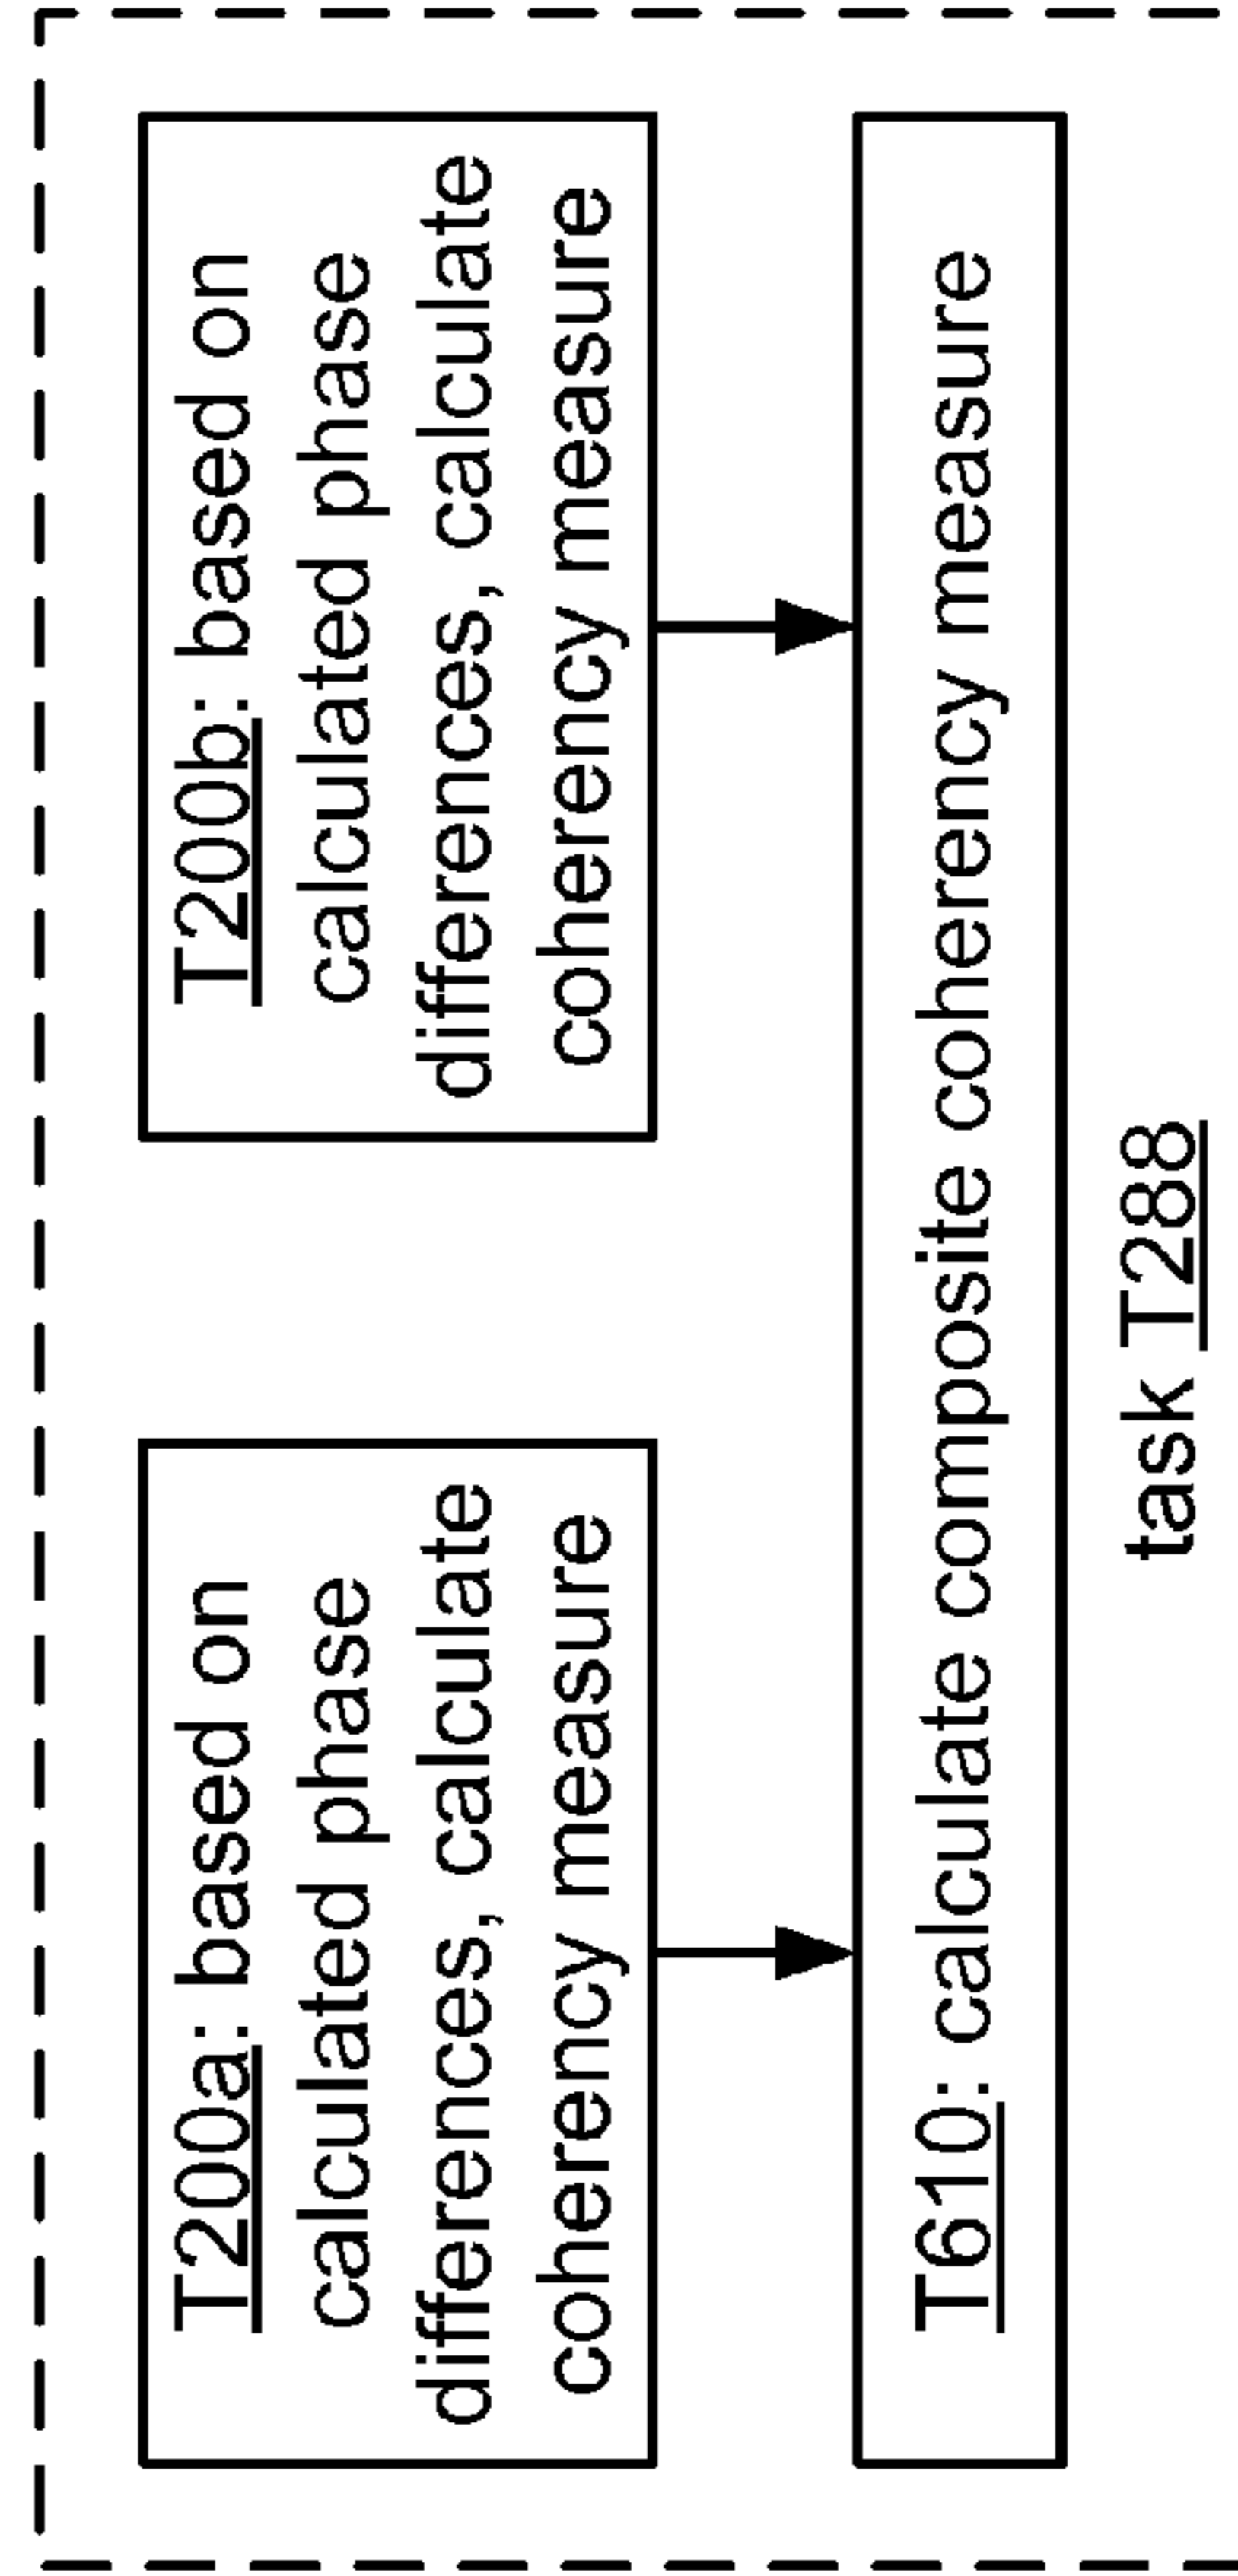 T200a: based on
calculated phase
differences, calculate
coherency measure
T200b: based on
calculated phase
differences, calculate
coherency measure
T610: calculate composite coherency measure
task T288